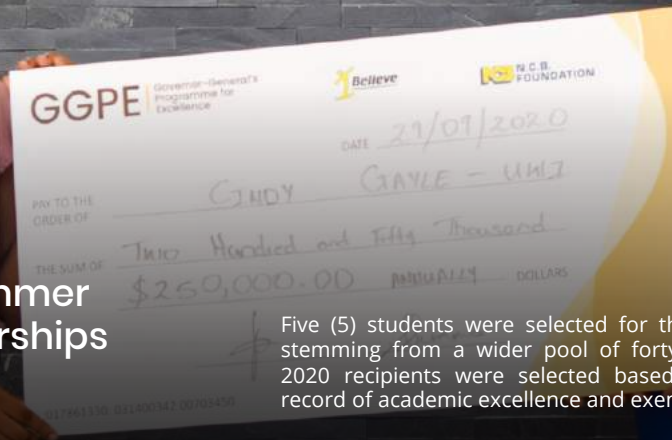 GGPE
Governor-General's
Programme for
Excellence
I Believe
N.C.B.
FOUNDATION
DATE 29/09/2020
PAY TO THE
ORDER OF
GAYLE – UWI
THE SUM OF
Two Hundred and Fifty Thousand
$250,000.00 ANNUALLY DOLLARS
mmer
rships
Five (5) students were selected for th
stemming from a wider pool of forty
2020 recipients were selected based
record of academic excellence and exem